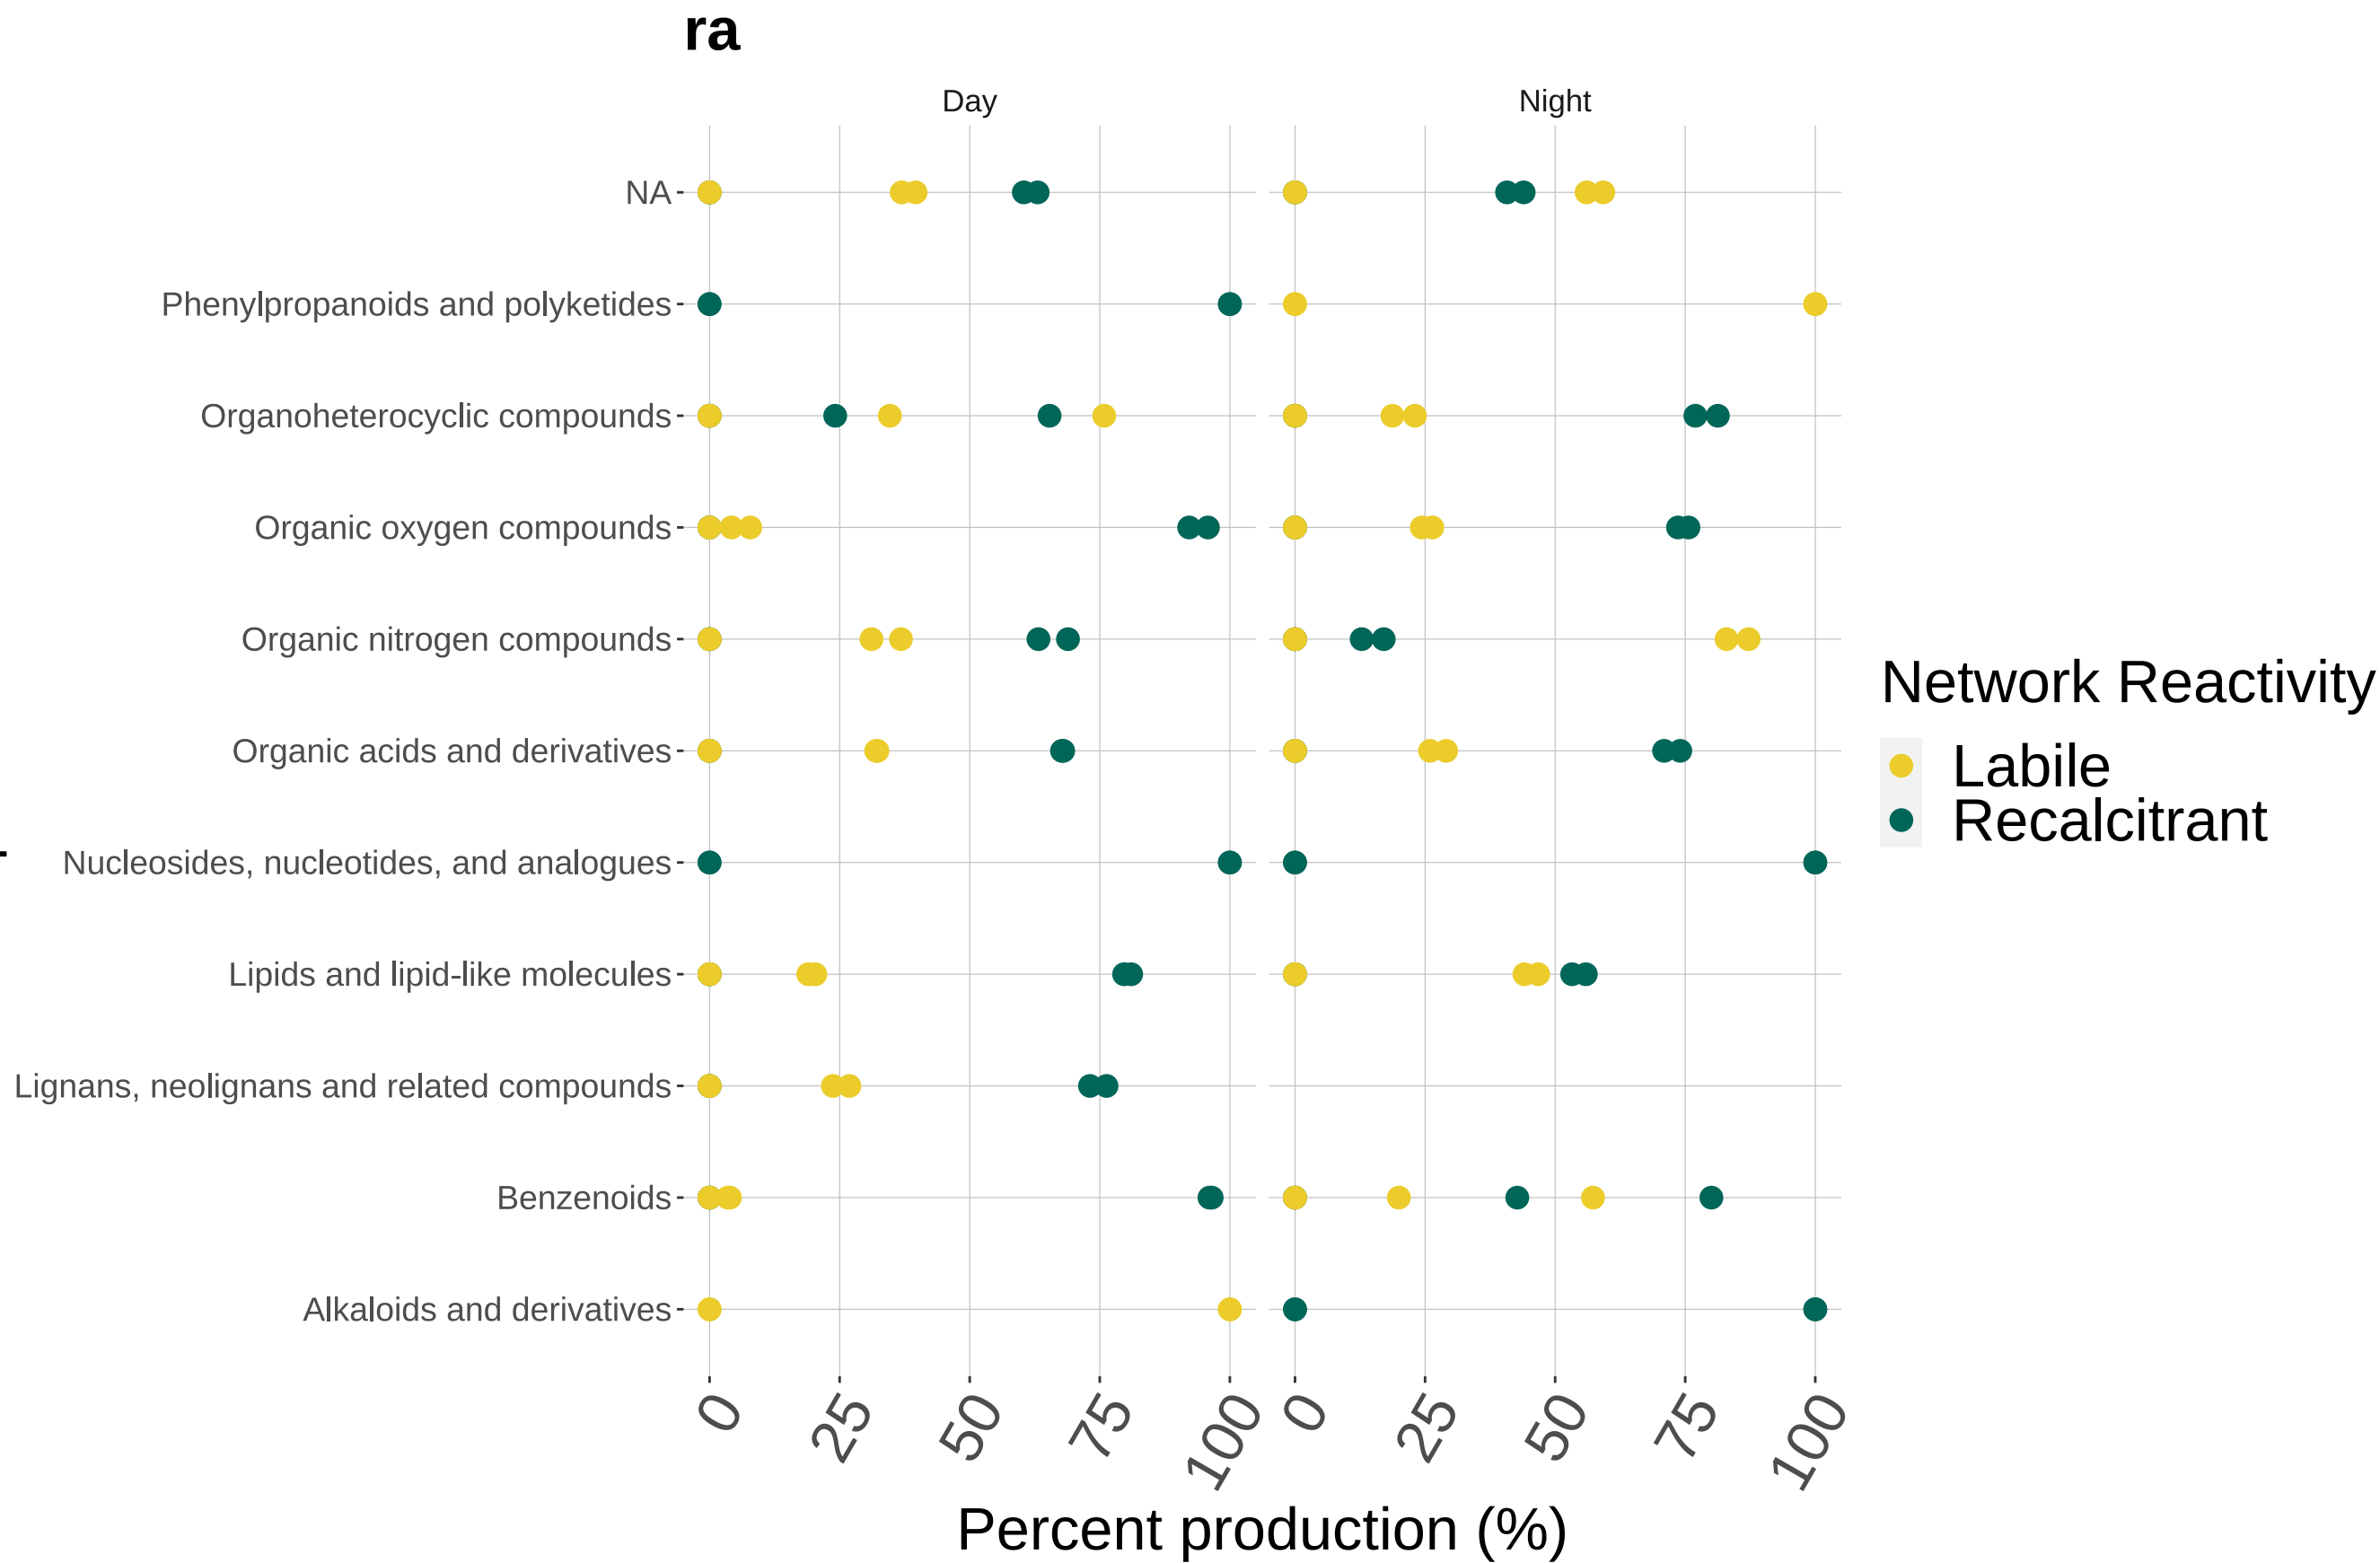 ra
Day
Night
NA
Phenylpropanoids and polyketides
Organoheterocyclic compounds
Organic oxygen compounds
Organic nitrogen compounds
Organic acids and derivatives
Nucleosides, nucleotides, and analogues
Lipids and lipid-like molecules
Lignans, neolignans and related compounds
Benzenoids
Alkaloids and derivatives
0 25 50 75 100 0 25 50 75 100
Percent production (%)
Network Reactivity
Labile
Recalcitrant